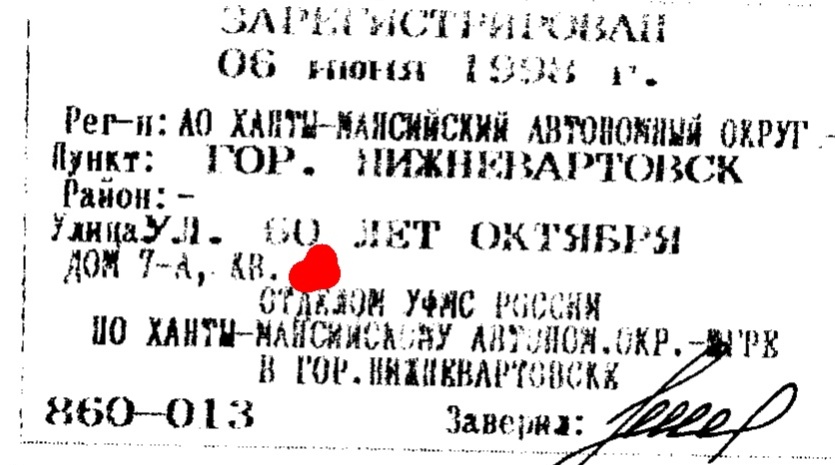 ЗАРЕГИСТРИРОВАН
06 июня 1998 г.
Рег-н: АО ХАНТЫ-МАНСИЙСКИЙ АВТОНОМНЫЙ ОКРУГ -
Пункт: ГОР. НИЖНЕВАРТОВСК
Район: -
Улица УЛ. 60 ЛЕТ ОКТЯБРЯ
ДОМ 7-А, КВ.
ОТДЕЛОМ УФМС РОССИИ
ПО ХАНТЫ-МАНСИЙСКОМУ АВТОНОМ.ОКР.-ЮГРЕ
В ГОР.НИЖНЕВАРТОВСКЕ
860-013 Заверил: